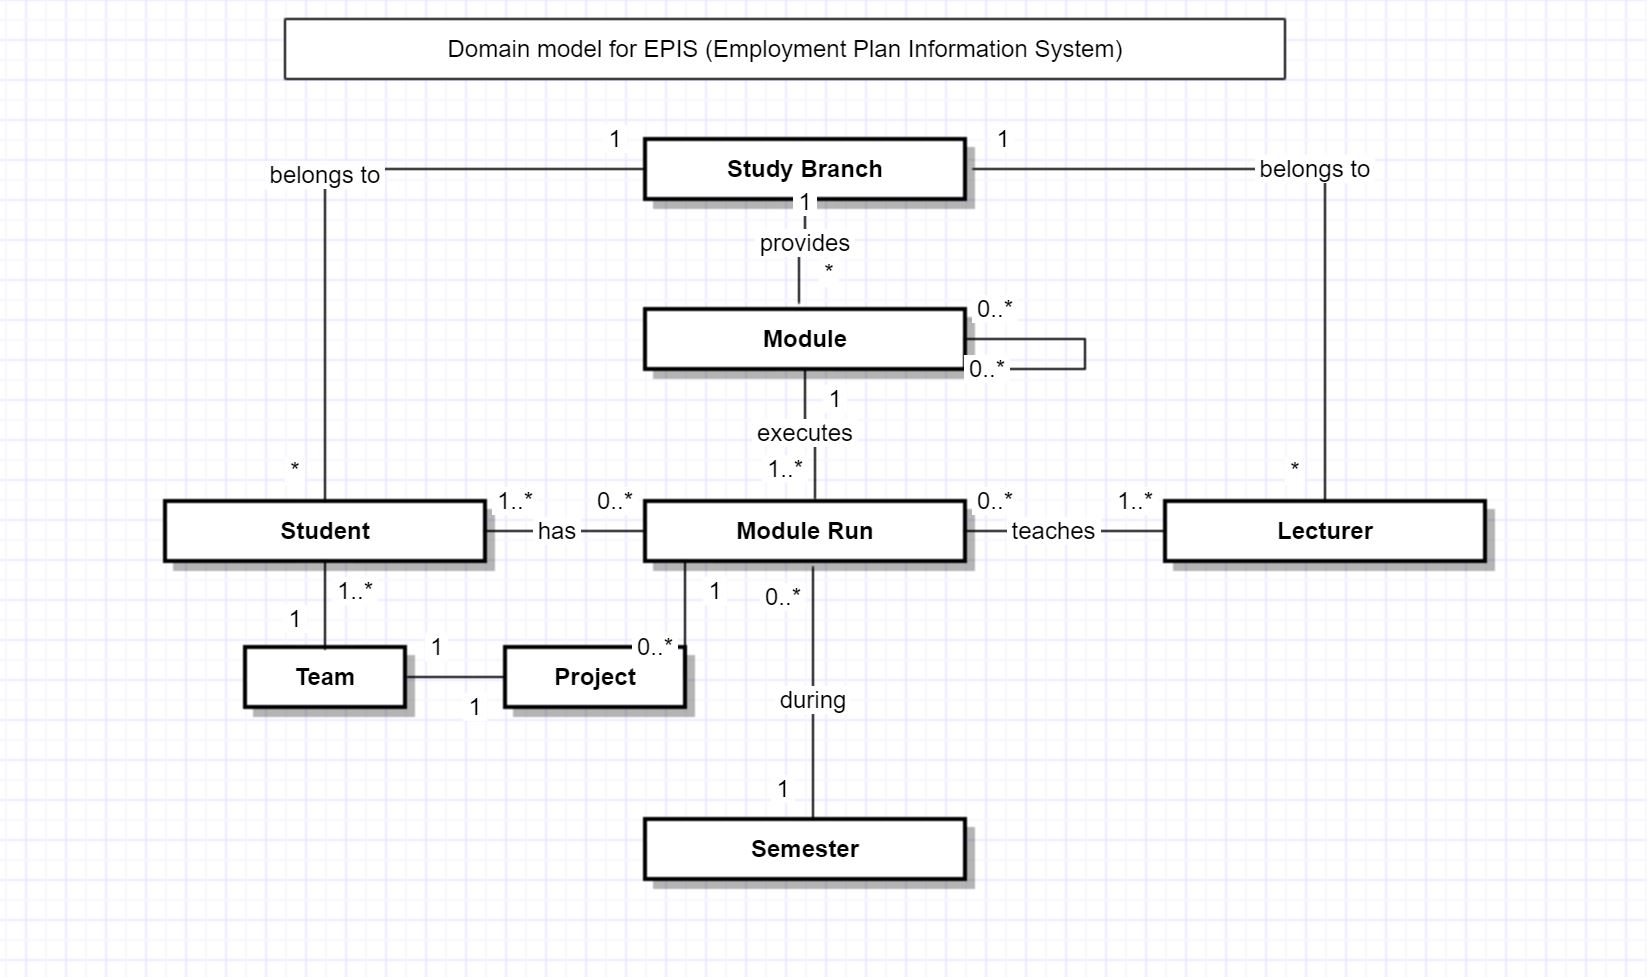 Domain model for EPIS (Employment Plan Information System)
1
1
belongs to
Study Branch
belongs to
1
provides
*
0..*
Module
0..*
1
executes
*
1..*
*
1..*
0..*
0..*
1..*
Student
has
Module Run
teaches
Lecturer
1..*
1
0..*
1
1
0..*
Team
Project
1
during
1
Semester